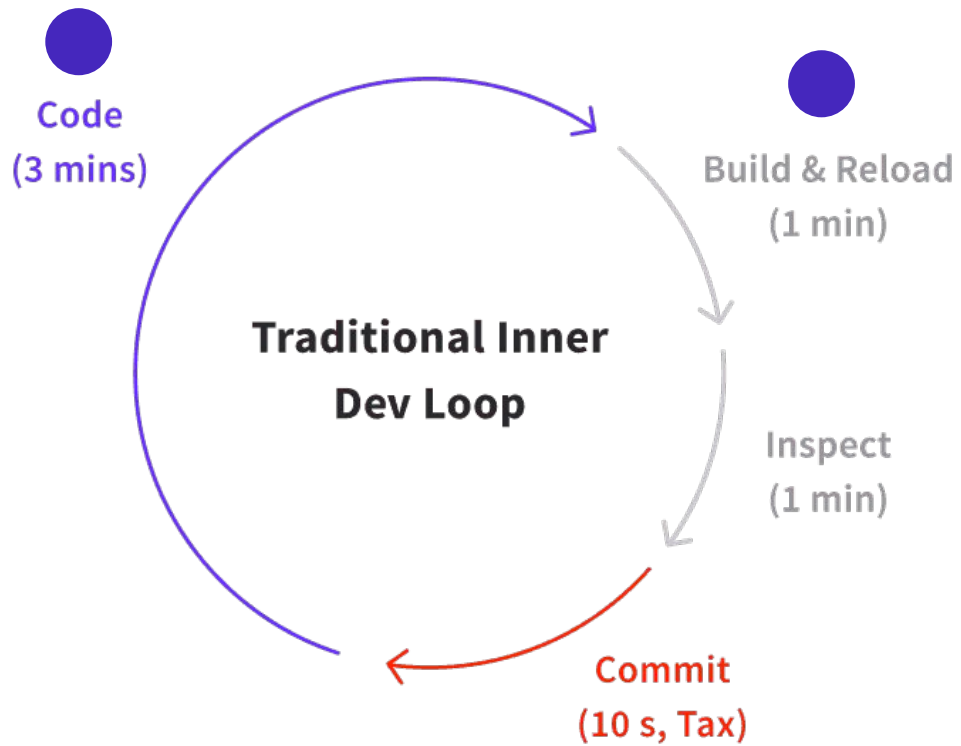 Code
(3 mins)
Build & Reload
(1 min)
Traditional Inner
Dev Loop
Inspect
(1 min)
Commit
(10 s, Tax)